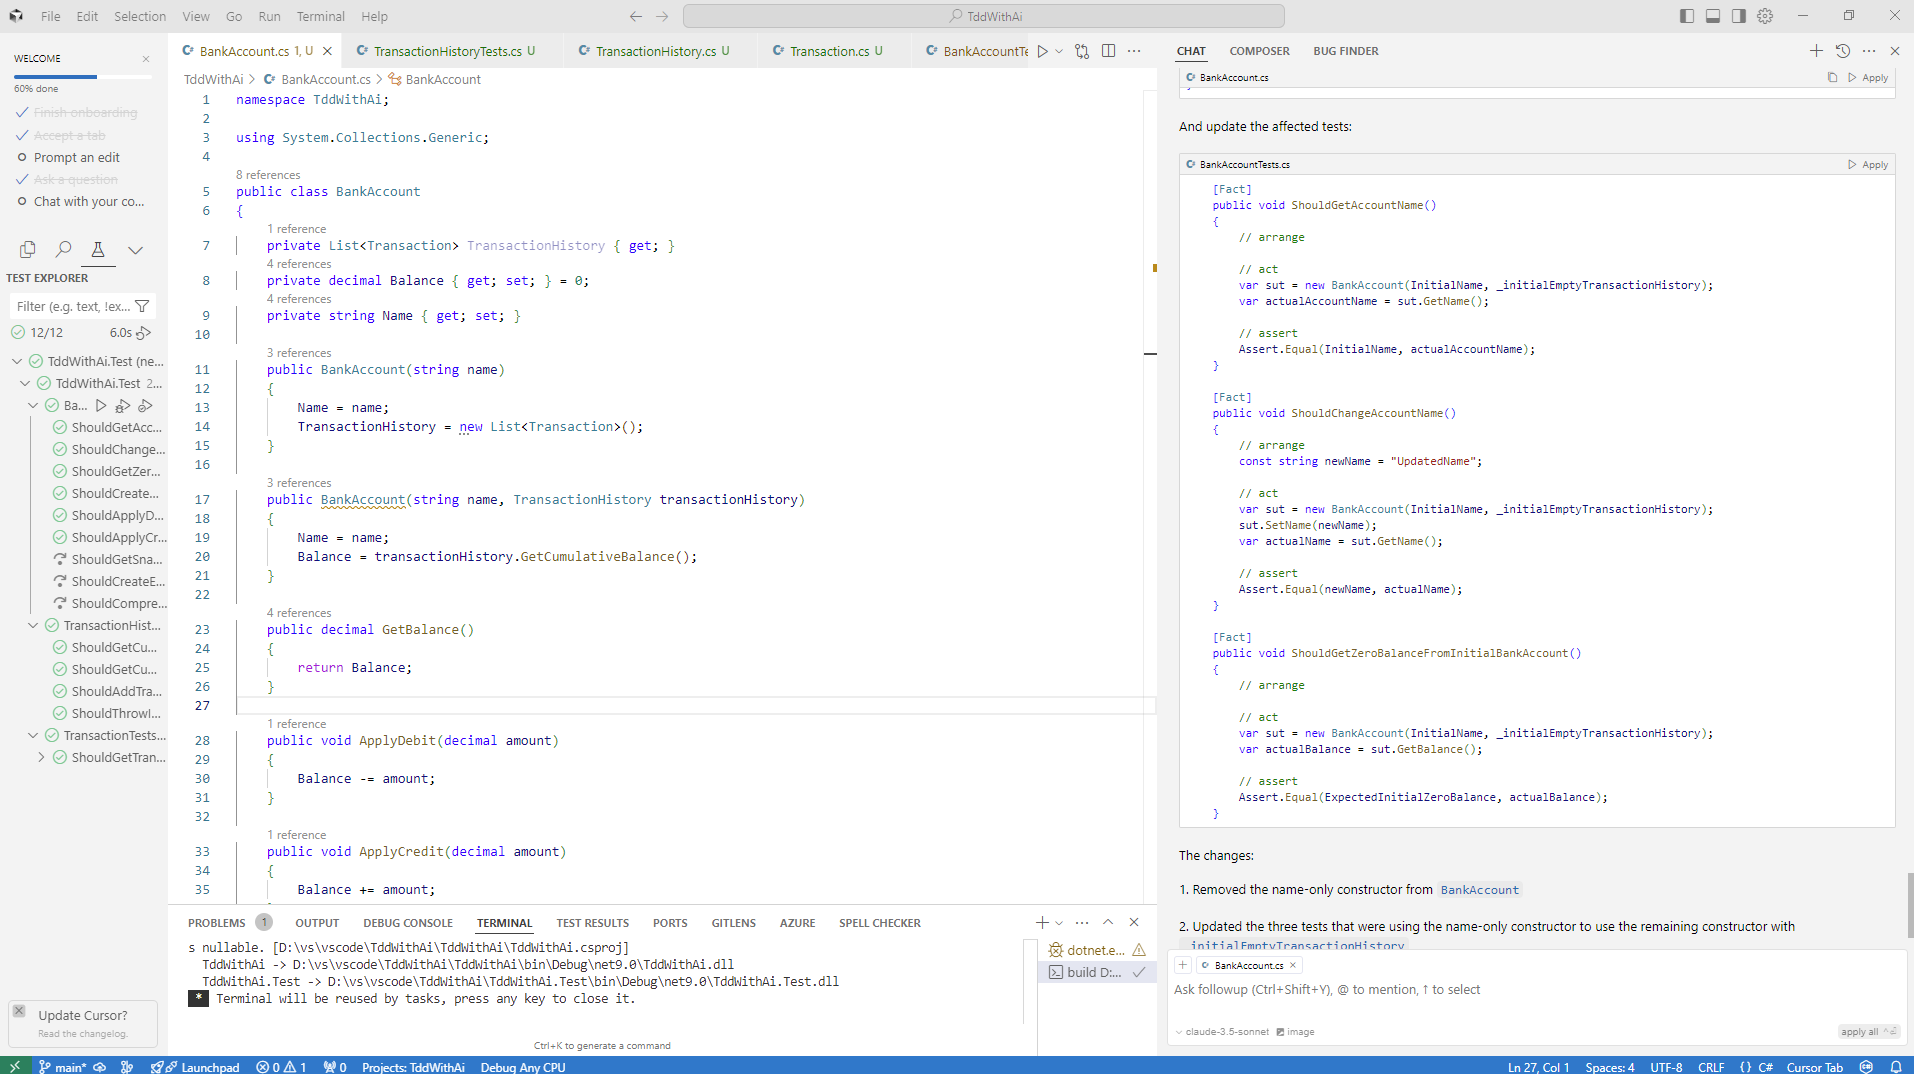 File Edit Selection View Go Run Terminal Help
TddWithAi
WELCOME
60% done
Finish onboarding
Accept a tab
Prompt an edit
Ask a question
Chat with your co...
TEST EXPLORER
Filter (e.g. text, !ex...
12/12 6.0s
TddWithAi.Test (ne...
TddWithAi.Test 2...
Ba...
ShouldGetAcc...
ShouldChange...
ShouldGetZer...
ShouldCreate...
ShouldApplyD...
ShouldApplyCr...
ShouldGetSna...
ShouldCreateE...
ShouldCompre...
TransactionHist...
ShouldGetCu...
ShouldGetCu...
ShouldAddTra...
ShouldThrowI...
TransactionTests...
ShouldGetTran...
Update Cursor?
Read the changelog.
BankAccount.cs 1, U TransactionHistoryTests.cs U TransactionHistory.cs U Transaction.cs U BankAccountTe
TddWithAi > BankAccount.cs > BankAccount
1 namespace TddWithAi;
2
3 using System.Collections.Generic;
4
8 references
5 public class BankAccount
6 {
1 reference
7 private List<Transaction> TransactionHistory { get; }
4 references
8 private decimal Balance { get; set; } = 0;
4 references
9 private string Name { get; set; }
10
3 references
11 public BankAccount(string name)
12 {
13 Name = name;
14 TransactionHistory = new List<Transaction>();
15 }
16
3 references
17 public BankAccount(string name, TransactionHistory transactionHistory)
18 {
19 Name = name;
20 Balance = transactionHistory.GetCumulativeBalance();
21 }
22
4 references
23 public decimal GetBalance()
24 {
25 return Balance;
26 }
27
1 reference
28 public void ApplyDebit(decimal amount)
29 {
30 Balance -= amount;
31 }
32
1 reference
33 public void ApplyCredit(decimal amount)
34 {
35 Balance += amount;
PROBLEMS 1 OUTPUT DEBUG CONSOLE TERMINAL TEST RESULTS PORTS GITLENS AZURE SPELL CHECKER
s nullable. [D:\vs\vscode\TddWithAi\TddWithAi\TddWithAi.csproj]
TddWithAi -> D:\vs\vscode\TddWithAi\TddWithAi\bin\Debug\net9.0\TddWithAi.dll
TddWithAi.Test -> D:\vs\vscode\TddWithAi\TddWithAi.Test\bin\Debug\net9.0\TddWithAi.Test.dll
* Terminal will be reused by tasks, press any key to close it.
Ctrl+K to generate a command
dotnet.e...
build D:...
CHAT COMPOSER BUG FINDER
BankAccount.cs Apply
And update the affected tests:
BankAccountTests.cs Apply
[Fact]
public void ShouldGetAccountName()
{
// arrange
// act
var sut = new BankAccount(InitialName, _initialEmptyTransactionHistory);
var actualAccountName = sut.GetName();
// assert
Assert.Equal(InitialName, actualAccountName);
}
[Fact]
public void ShouldChangeAccountName()
{
// arrange
const string newName = "UpdatedName";
// act
var sut = new BankAccount(InitialName, _initialEmptyTransactionHistory);
sut.SetName(newName);
var actualName = sut.GetName();
// assert
Assert.Equal(newName, actualName);
}
[Fact]
public void ShouldGetZeroBalanceFromInitialBankAccount()
{
// arrange
// act
var sut = new BankAccount(InitialName, _initialEmptyTransactionHistory);
var actualBalance = sut.GetBalance();
// assert
Assert.Equal(ExpectedInitialZeroBalance, actualBalance);
}
The changes:
1. Removed the name-only constructor from BankAccount
2. Updated the three tests that were using the name-only constructor to use the remaining constructor with
_initialEmptyTransactionHistory
BankAccount.cs
Ask followup (Ctrl+Shift+Y), @ to mention, ↑ to select
claude-3.5-sonnet image apply all
main* Launchpad 0 1 0 Projects: TddWithAi Debug Any CPU Ln 27, Col 1 Spaces: 4 UTF-8 CRLF {} C# Cursor Tab